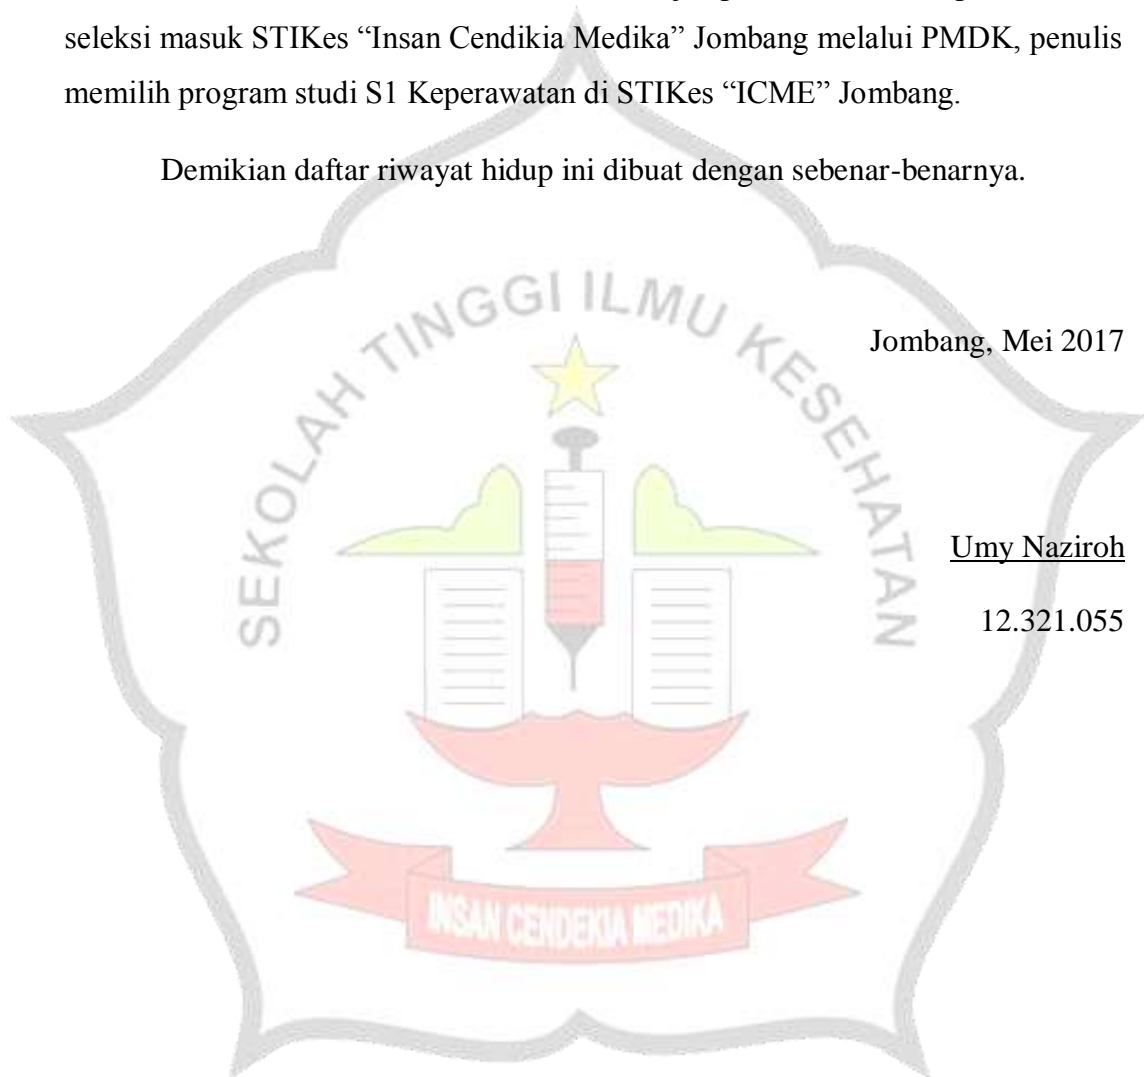 seleksi masuk STIKes “Insan Cendikia Medika” Jombang melalui PMDK, penulis
memilih program studi S1 Keperawatan di STIKes “ICME” Jombang.
Demikian daftar riwayat hidup ini dibuat dengan sebenar-benarnya.
SEKOLAH TINGGI ILMU KESEHATAN
Jombang, Mei 2017
Umy Naziroh
12.321.055
INSAN CENDEKIA MEDIKA